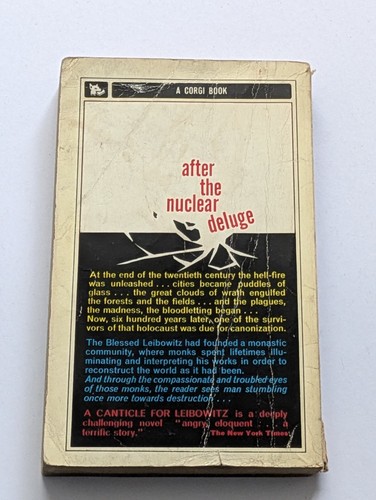 A CORGI BOOK
after
the
nuclear
deluge
At the end of the twentieth century the hell-fire
was unleashed . . . cities became puddles of
glass . . . the great clouds of wrath engulfed
the forests and the fields . . . and the plagues,
the madness, the bloodletting began . . .
Now, six hundred years later, one of the survi-
vors of that holocaust was due for canonization.
The Blessed Leibowitz had founded a monastic
community, where monks spent lifetimes illu-
minating and interpreting his works in order to
reconstruct the world as it had been.
And through the compassionate and troubled eyes
of those monks, the reader sees man stumbling
once more towards destruction . . .
A CANTICLE FOR LEIBOWITZ is a deeply
challenging novel "angry, eloquent . . . a
terrific story."
The New York Times